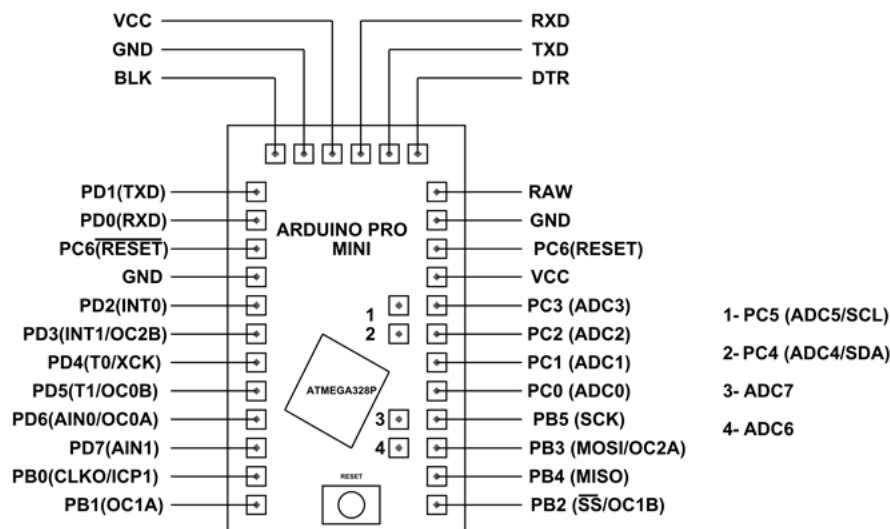 VCC
GND
BLK
RXD
TXD
DTR
PD1(TXD)
PD0(RXD)
PC6(RESET)
GND
PD2(INT0)
PD3(INT1/OC2B)
PD4(T0/XCK)
PD5(T1/OC0B)
PD6(AIN0/OC0A)
PD7(AIN1)
PB0(CLKO/ICP1)
PB1(OC1A)
ARDUINO PRO
MINI
1
2
ATMEGA328P
3
4
RESET
RAW
GND
PC6(RESET)
VCC
PC3 (ADC3)
PC2 (ADC2)
PC1 (ADC1)
PC0 (ADC0)
PB5 (SCK)
PB3 (MOSI/OC2A)
PB4 (MISO)
PB2 (SS/OC1B)
1- PC5 (ADC5/SCL)
2- PC4 (ADC4/SDA)
3- ADC7
4- ADC6